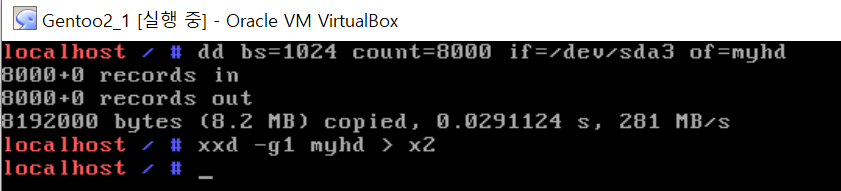 Gentoo2_1 [실행 중] - Oracle VM VirtualBox
localhost / # dd bs=1024 count=8000 if=/dev/sda3 of=myhd
8000+0 records in
8000+0 records out
8192000 bytes (8.2 MB) copied, 0.0291124 s, 281 MB/s
localhost / # xxd -g1 myhd > x2
localhost / # _